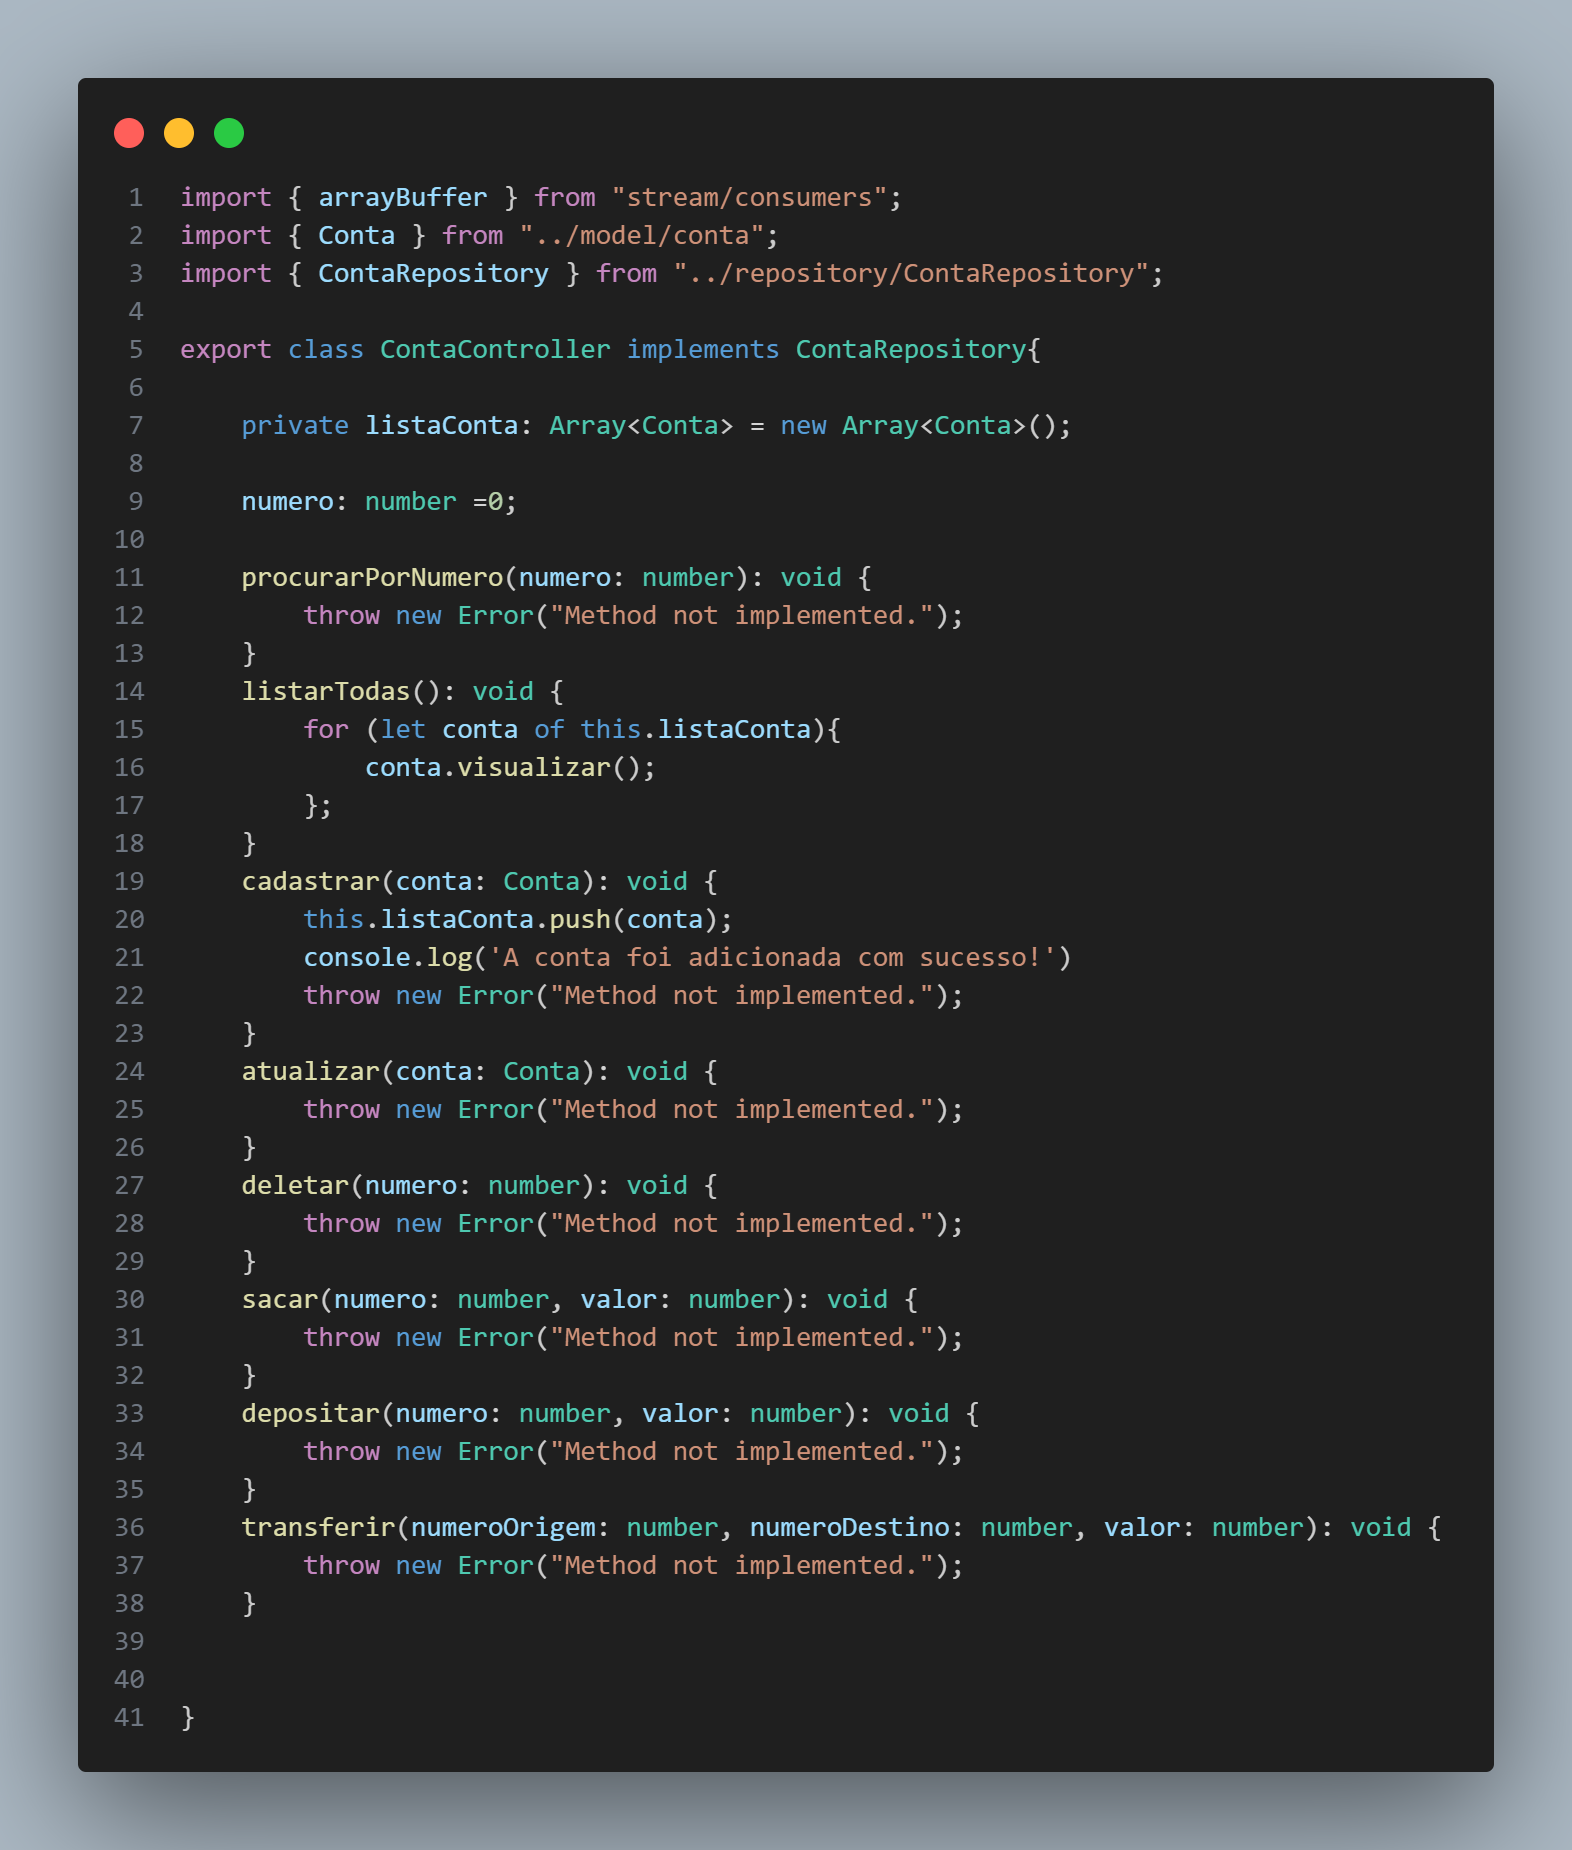 1 import { arrayBuffer } from "stream/consumers";
2 import { Conta } from "../model/conta";
3 import { ContaRepository } from "../repository/ContaRepository";
4
5 export class ContaController implements ContaRepository{
6
7     private listaConta: Array<Conta> = new Array<Conta>();
8
9     numero: number =0;
10
11     procurarPorNumero(numero: number): void {
12         throw new Error("Method not implemented.");
13     }
14     listarTodas(): void {
15         for (let conta of this.listaConta){
16             conta.visualizar();
17         };
18     }
19     cadastrar(conta: Conta): void {
20         this.listaConta.push(conta);
21         console.log('A conta foi adicionada com sucesso!')
22         throw new Error("Method not implemented.");
23     }
24     atualizar(conta: Conta): void {
25         throw new Error("Method not implemented.");
26     }
27     deletar(numero: number): void {
28         throw new Error("Method not implemented.");
29     }
30     sacar(numero: number, valor: number): void {
31         throw new Error("Method not implemented.");
32     }
33     depositar(numero: number, valor: number): void {
34         throw new Error("Method not implemented.");
35     }
36     transferir(numeroOrigem: number, numeroDestino: number, valor: number): void {
37         throw new Error("Method not implemented.");
38     }
39
40
41 }